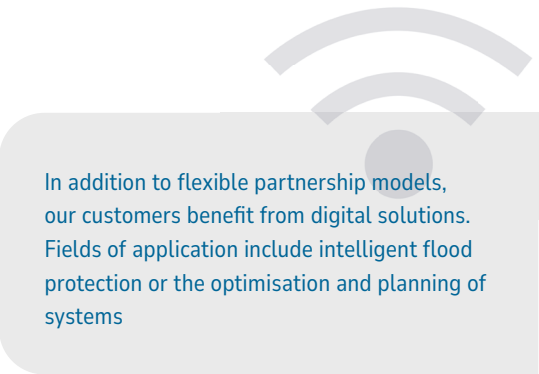 In addition to flexible partnership models,
our customers benefit from digital solutions.
Fields of application include intelligent flood
protection or the optimisation and planning of
systems